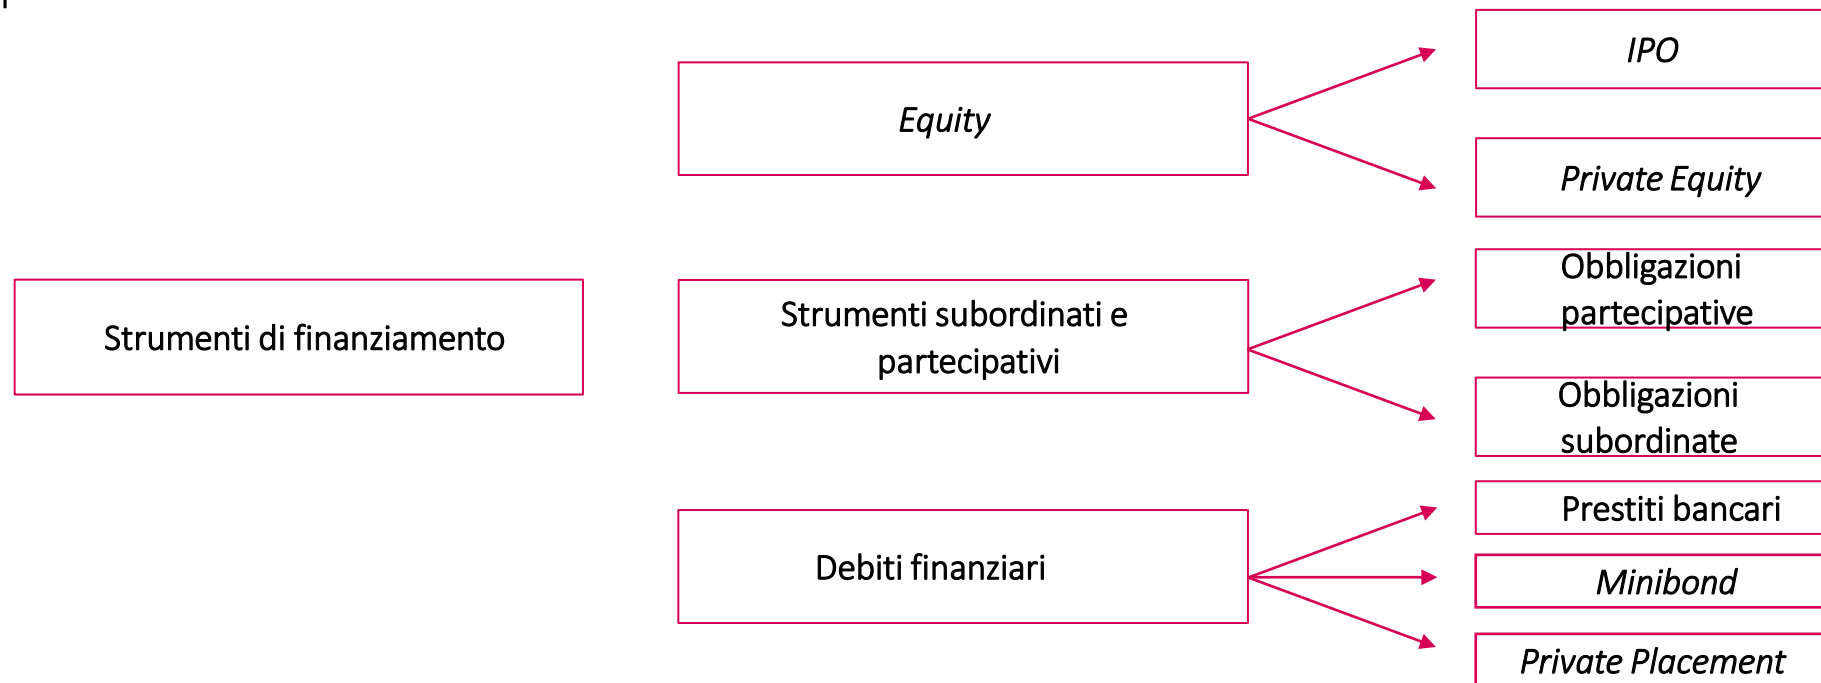 IPO
Equity
Private Equity
Obbligazioni
partecipative
Strumenti subordinati e
partecipativi
Strumenti di finanziamento
Obbligazioni
subordinate
Prestiti bancari
Debiti finanziari
Minibond
Private Placement